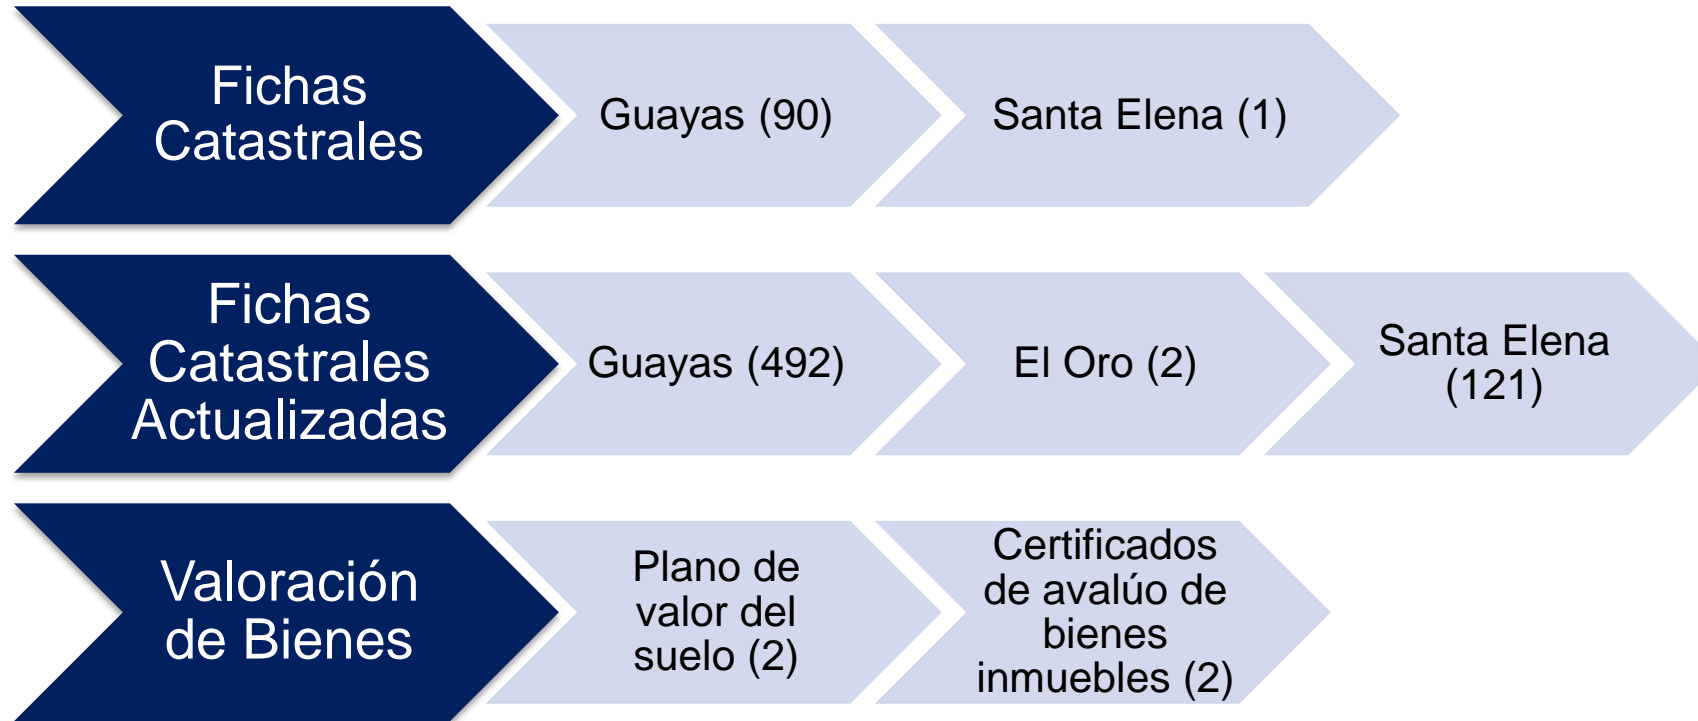 Fichas
Catastrales
Guayas (90)
Santa Elena (1)
Fichas
Catastrales
Actualizadas
Guayas (492)
El Oro (2)
Santa Elena
(121)
Valoración
de Bienes
Plano de
valor del
suelo (2)
Certificados
de avalúo de
bienes
inmuebles (2)